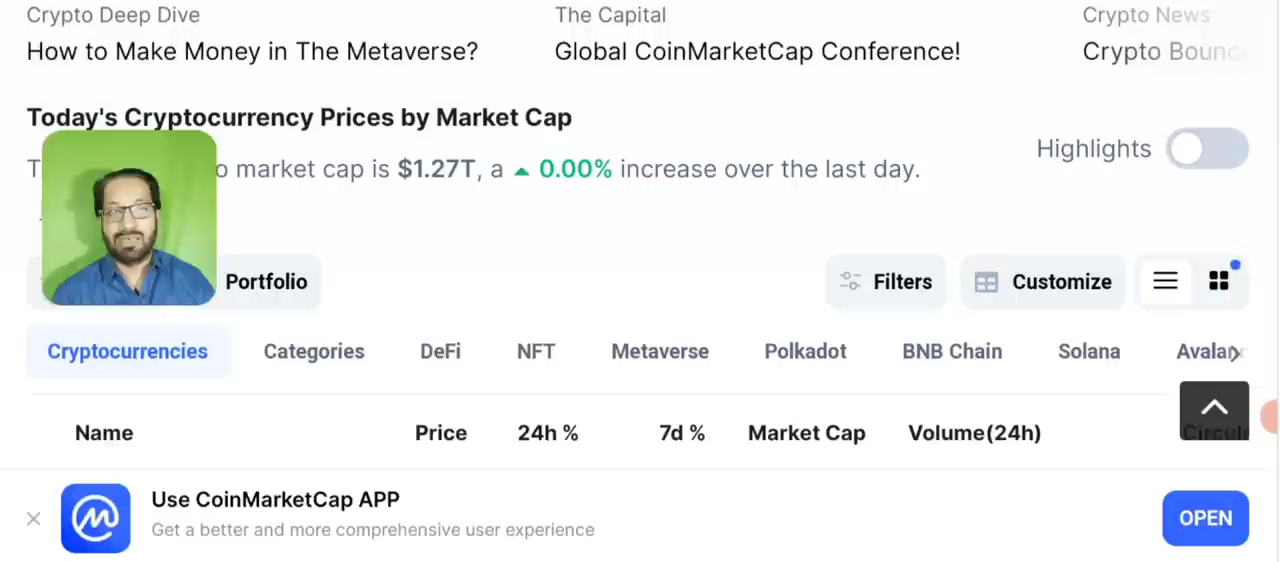 Crypto Deep Dive
The Capital
Crypto News
How to Make Money in The Metaverse?
Global CoinMarketCap Conference!
Crypto
Today's Cryptocurrency Prices by Market Cap
Highlights
market cap is $1.27T, a ▲ 0.00% increase over the last day.
Portfolio
Filters
Customize
Cryptocurrencies
Categories
DeFi
NFT
Metaverse
Polkadot
BNB Chain
Solana
Name
Price
24h %
7d %
Market Cap
Volume(24h)
Use CoinMarketCap APP
Get a better and more comprehensive user experience
OPEN